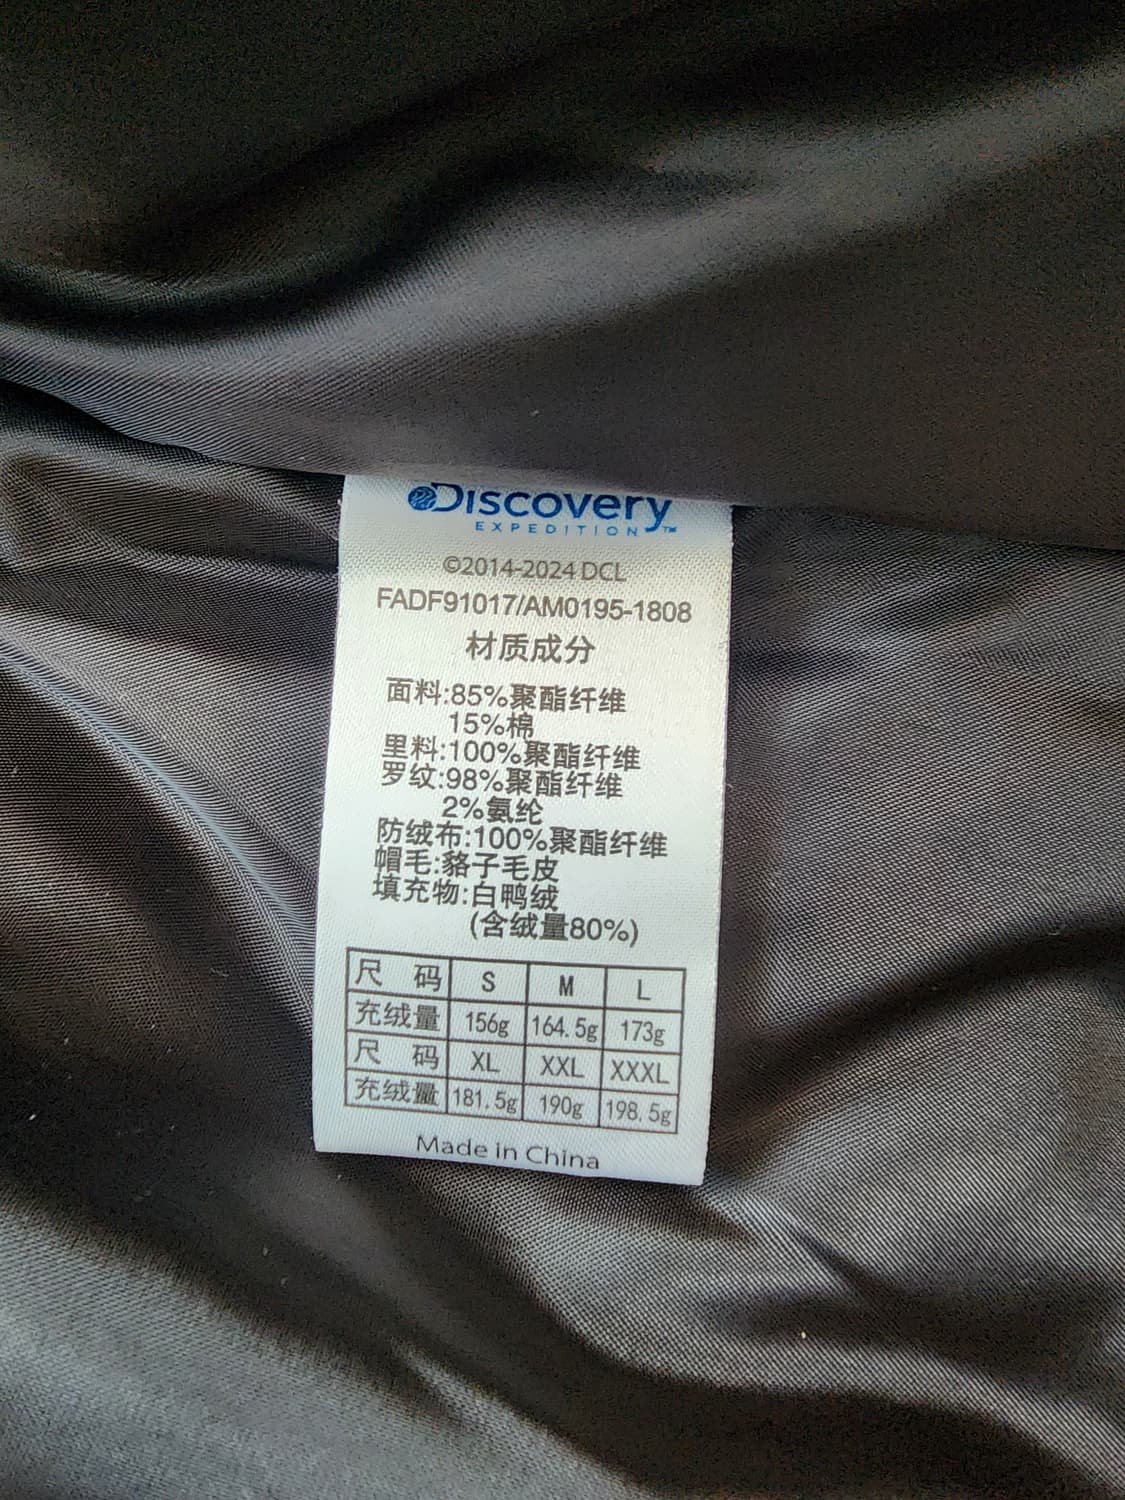 Discovery
EXPEDITION™
©2014-2024 DCL
FADF91017/AM0195-1808
材质成分
面料:85%聚酯纤维
15%棉
里料:100%聚酯纤维
罗纹:98%聚酯纤维
2%氨纶
防绒布:100%聚酯纤维
帽毛:貉子毛皮
填充物:白鸭绒
(含绒量80%)
尺 码 S M L
充绒量 156g 164.5g 173g
尺 码 XL XXL XXXL
充绒量 181.5g 190g 198.5g
Made in China